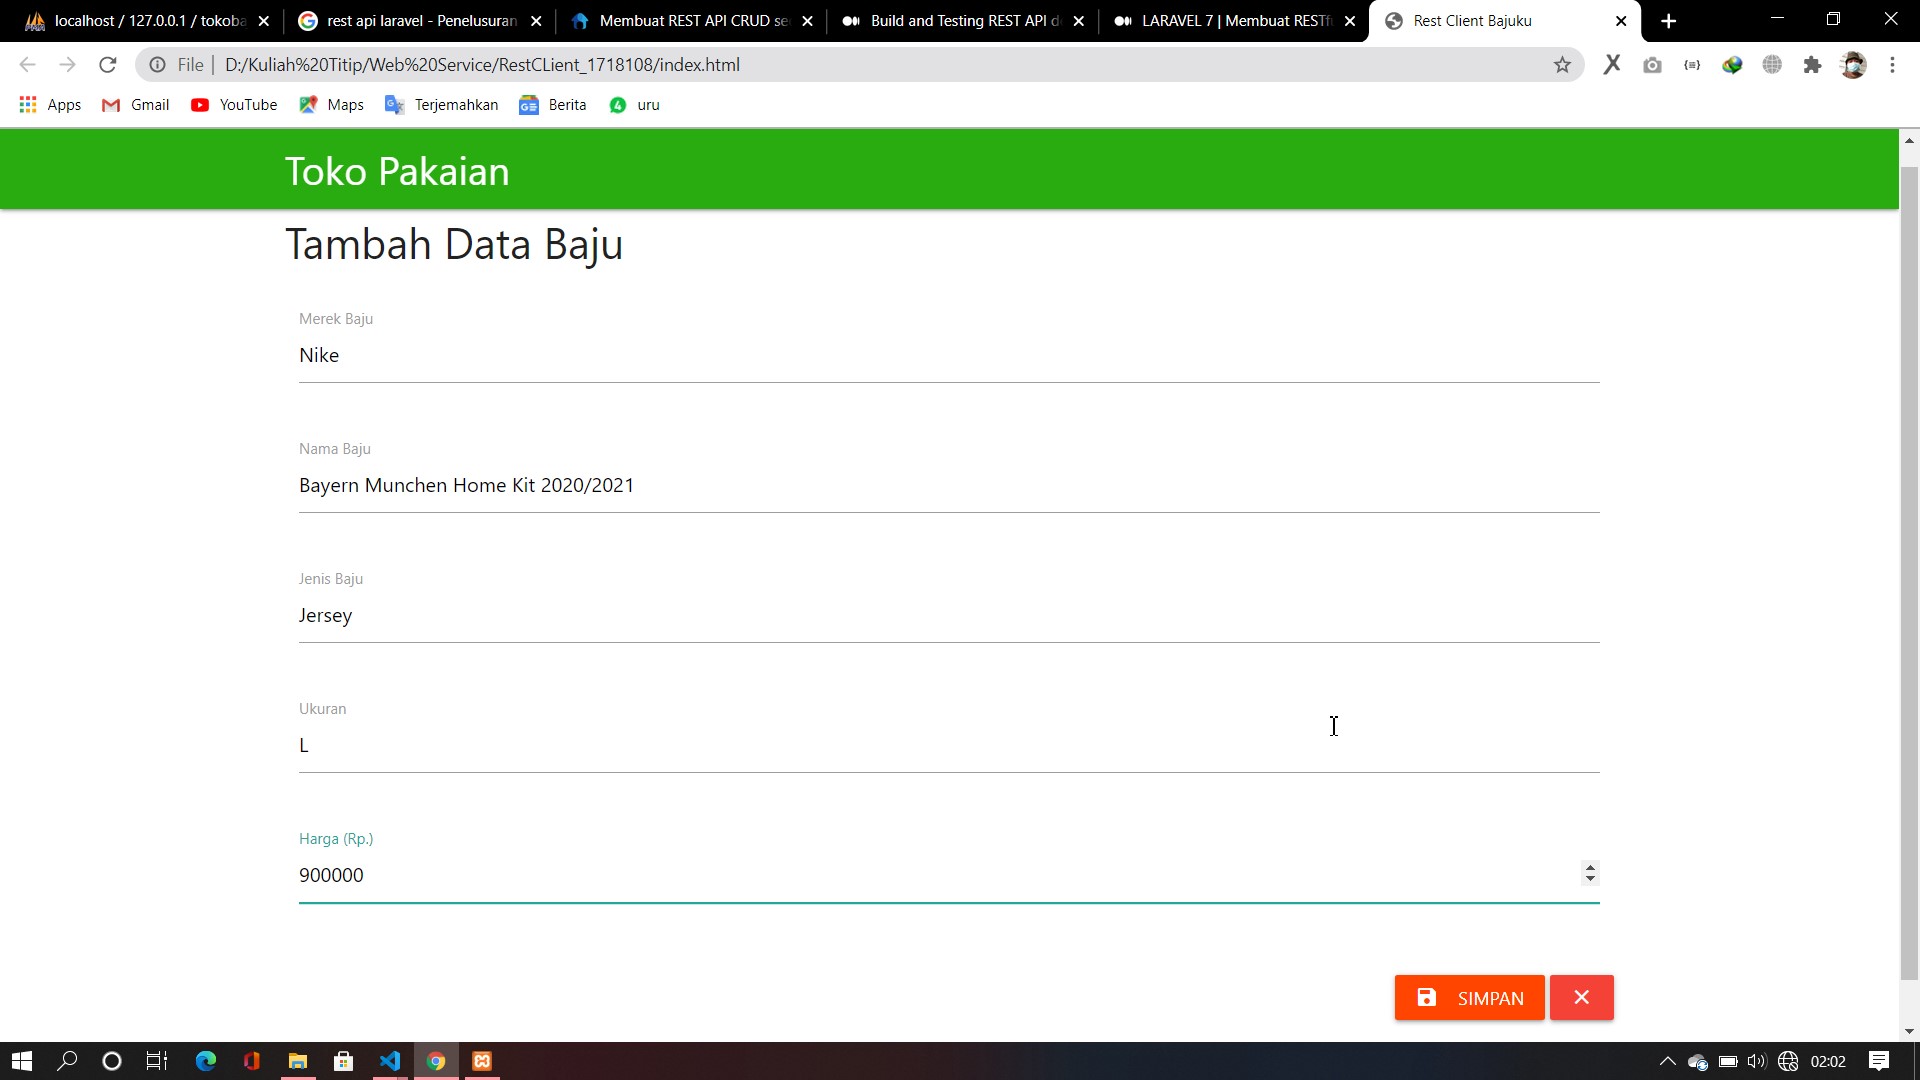 localhost / 127.0.0.1 / tokoba
rest api laravel - Penelusuran
Membuat REST API CRUD se
Build and Testing REST API d
LARAVEL 7 | Membuat RESTf
Rest Client Bajuku
File | D:/Kuliah%20Titip/Web%20Service/RestCLient_1718108/index.html
Apps Gmail YouTube Maps Terjemahkan Berita uru
Toko Pakaian
Tambah Data Baju
Merek Baju
Nike
Nama Baju
Bayern Munchen Home Kit 2020/2021
Jenis Baju
Jersey
Ukuran
L
Harga (Rp.)
900000
SIMPAN
02:02